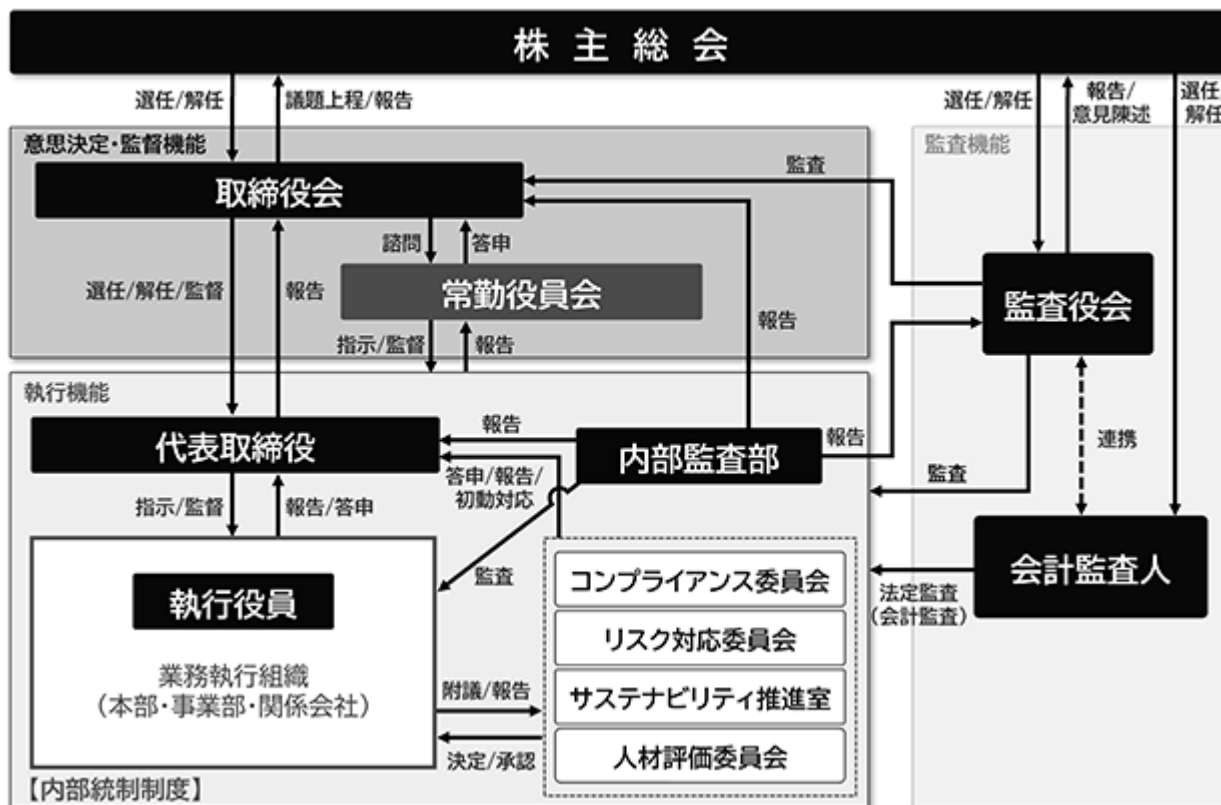 株主総会
選任/解任
議題上程/報告
選任/解任
報告/
意見陳述
選任/
解任
意思決定・監督機能
監査機能
取締役会
監査
諮問
答申
選任/解任/監督
報告
常勤役員会
監査役会
指示/監督
報告
報告
執行機能
代表取締役
報告
内部監査部
報告
連携
答申/報告/
初動対応
監査
指示/監督
報告/答申
会計監査人
監査
法定監査
(会計監査)
コンプライアンス委員会
執行役員
リスク対応委員会
業務執行組織
(本部・事業部・関係会社)
附議/報告
サステナビリティ推進室
決定/承認
人材評価委員会
【内部統制制度】